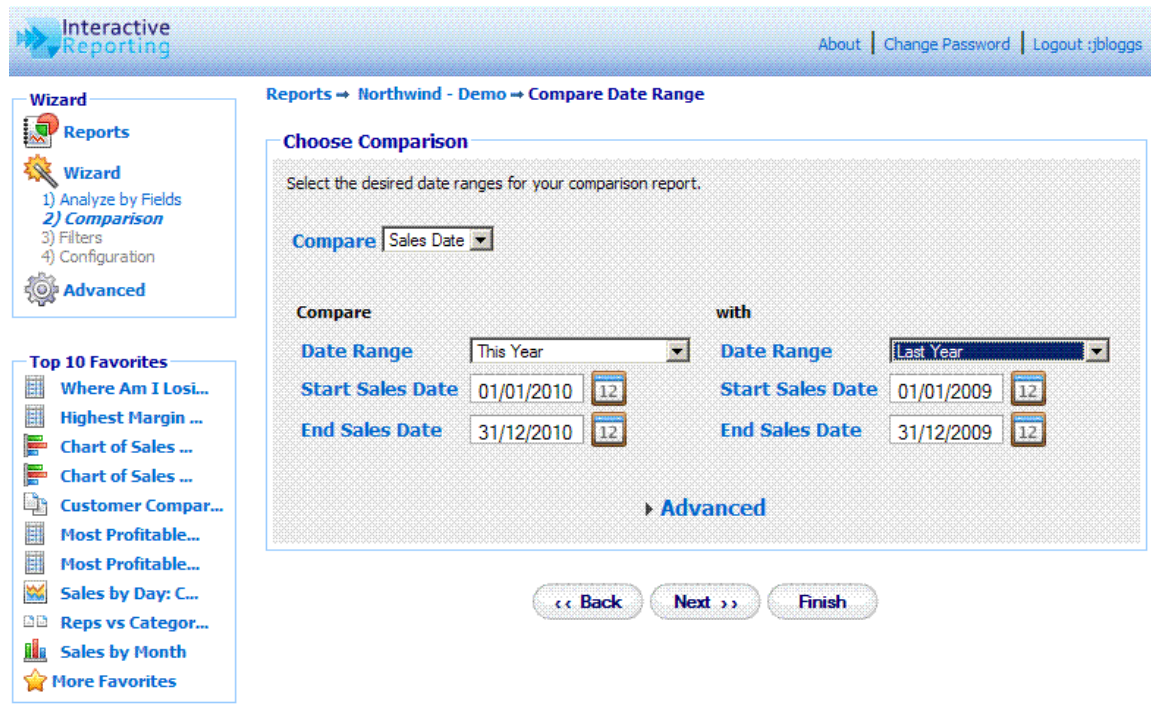 Interactive
Reporting
About | Change Password | Logout :jbloggs
Wizard
Reports
Wizard
1) Analyze by Fields
2) Comparison
3) Filters
4) Configuration
Advanced
Top 10 Favorites
Where Am I Losi...
Highest Margin ...
Chart of Sales ...
Chart of Sales ...
Customer Compar...
Most Profitable...
Most Profitable...
Sales by Day: C...
Reps vs Categor...
Sales by Month
More Favorites
Reports ➞ Northwind - Demo ➞ Compare Date Range
Choose Comparison
Select the desired date ranges for your comparison report.
Compare Sales Date
Compare with
Date Range This Year Date Range Last Year
Start Sales Date 01/01/2010 12 Start Sales Date 01/01/2009 12
End Sales Date 31/12/2010 12 End Sales Date 31/12/2009 12
Advanced
‹‹ Back Next ›› Finish